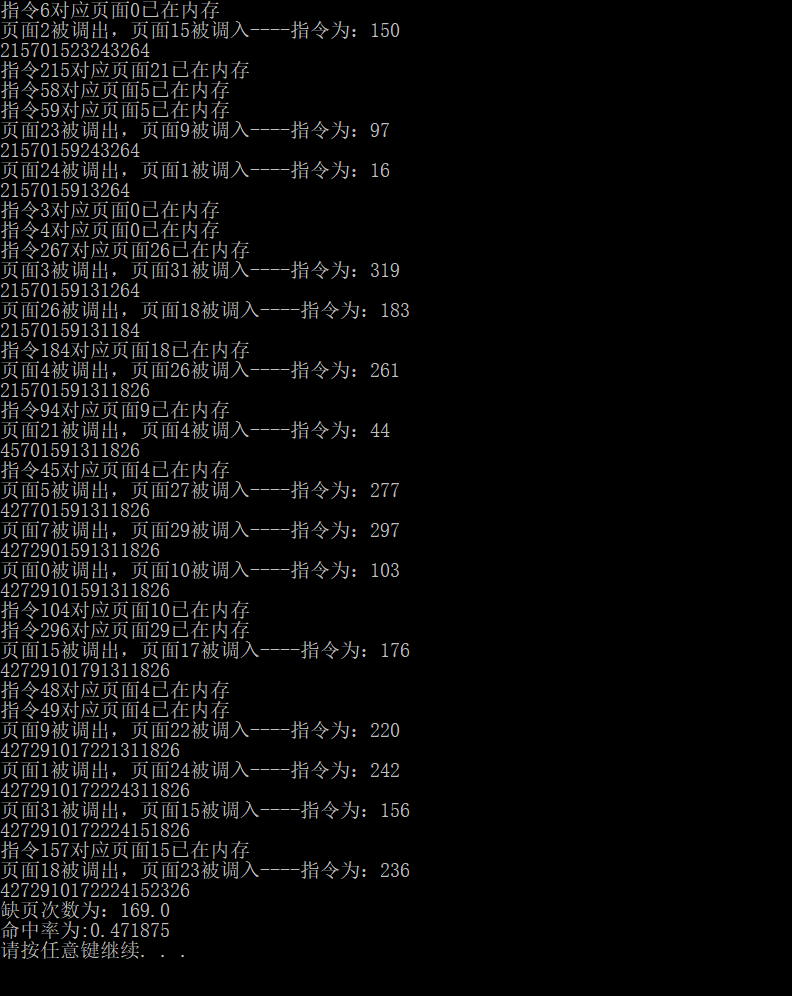 指令6对应页面0已在内存
页面2被调出，页面15被调入----指令为：150
215701523243264
指令215对应页面21已在内存
指令58对应页面5已在内存
指令59对应页面5已在内存
页面23被调出，页面9被调入----指令为：97
21570159243264
页面24被调出，页面1被调入----指令为：16
2157015913264
指令3对应页面0已在内存
指令4对应页面0已在内存
指令267对应页面26已在内存
页面3被调出，页面31被调入----指令为：319
21570159131264
页面26被调出，页面18被调入----指令为：183
21570159131184
指令184对应页面18已在内存
页面4被调出，页面26被调入----指令为：261
215701591311826
指令94对应页面9已在内存
页面21被调出，页面4被调入----指令为：44
45701591311826
指令45对应页面4已在内存
页面5被调出，页面27被调入----指令为：277
427701591311826
页面7被调出，页面29被调入----指令为：297
4272901591311826
页面0被调出，页面10被调入----指令为：103
42729101591311826
指令104对应页面10已在内存
指令296对应页面29已在内存
页面15被调出，页面17被调入----指令为：176
42729101791311826
指令48对应页面4已在内存
指令49对应页面4已在内存
页面9被调出，页面22被调入----指令为：220
427291017221311826
页面1被调出，页面24被调入----指令为：242
4272910172224311826
页面31被调出，页面15被调入----指令为：156
4272910172224151826
指令157对应页面15已在内存
页面18被调出，页面23被调入----指令为：236
4272910172224152326
缺页次数为：169.0
命中率为:0.471875
请按任意键继续. . .